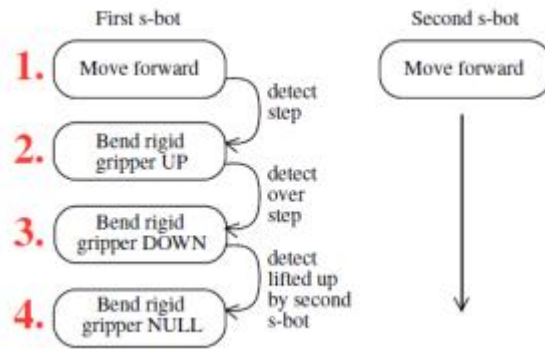 First s-bot
Second s-bot
1.
Move forward
Move forward
detect
step
2.
Bend rigid
gripper UP
detect
over
step
3.
Bend rigid
gripper DOWN
detect
lifted up
by second
s-bot
4.
Bend rigid
gripper NULL